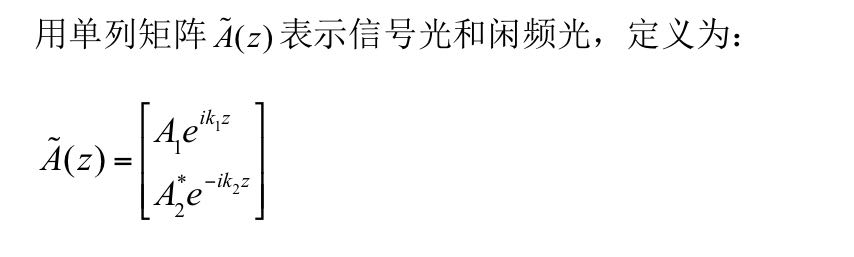 用单列矩阵 Ã(z) 表示信号光和闲频光，定义为：
Ã(z) = [A₁e^{ik₁z}
A₂*e^{-ik₂z}]